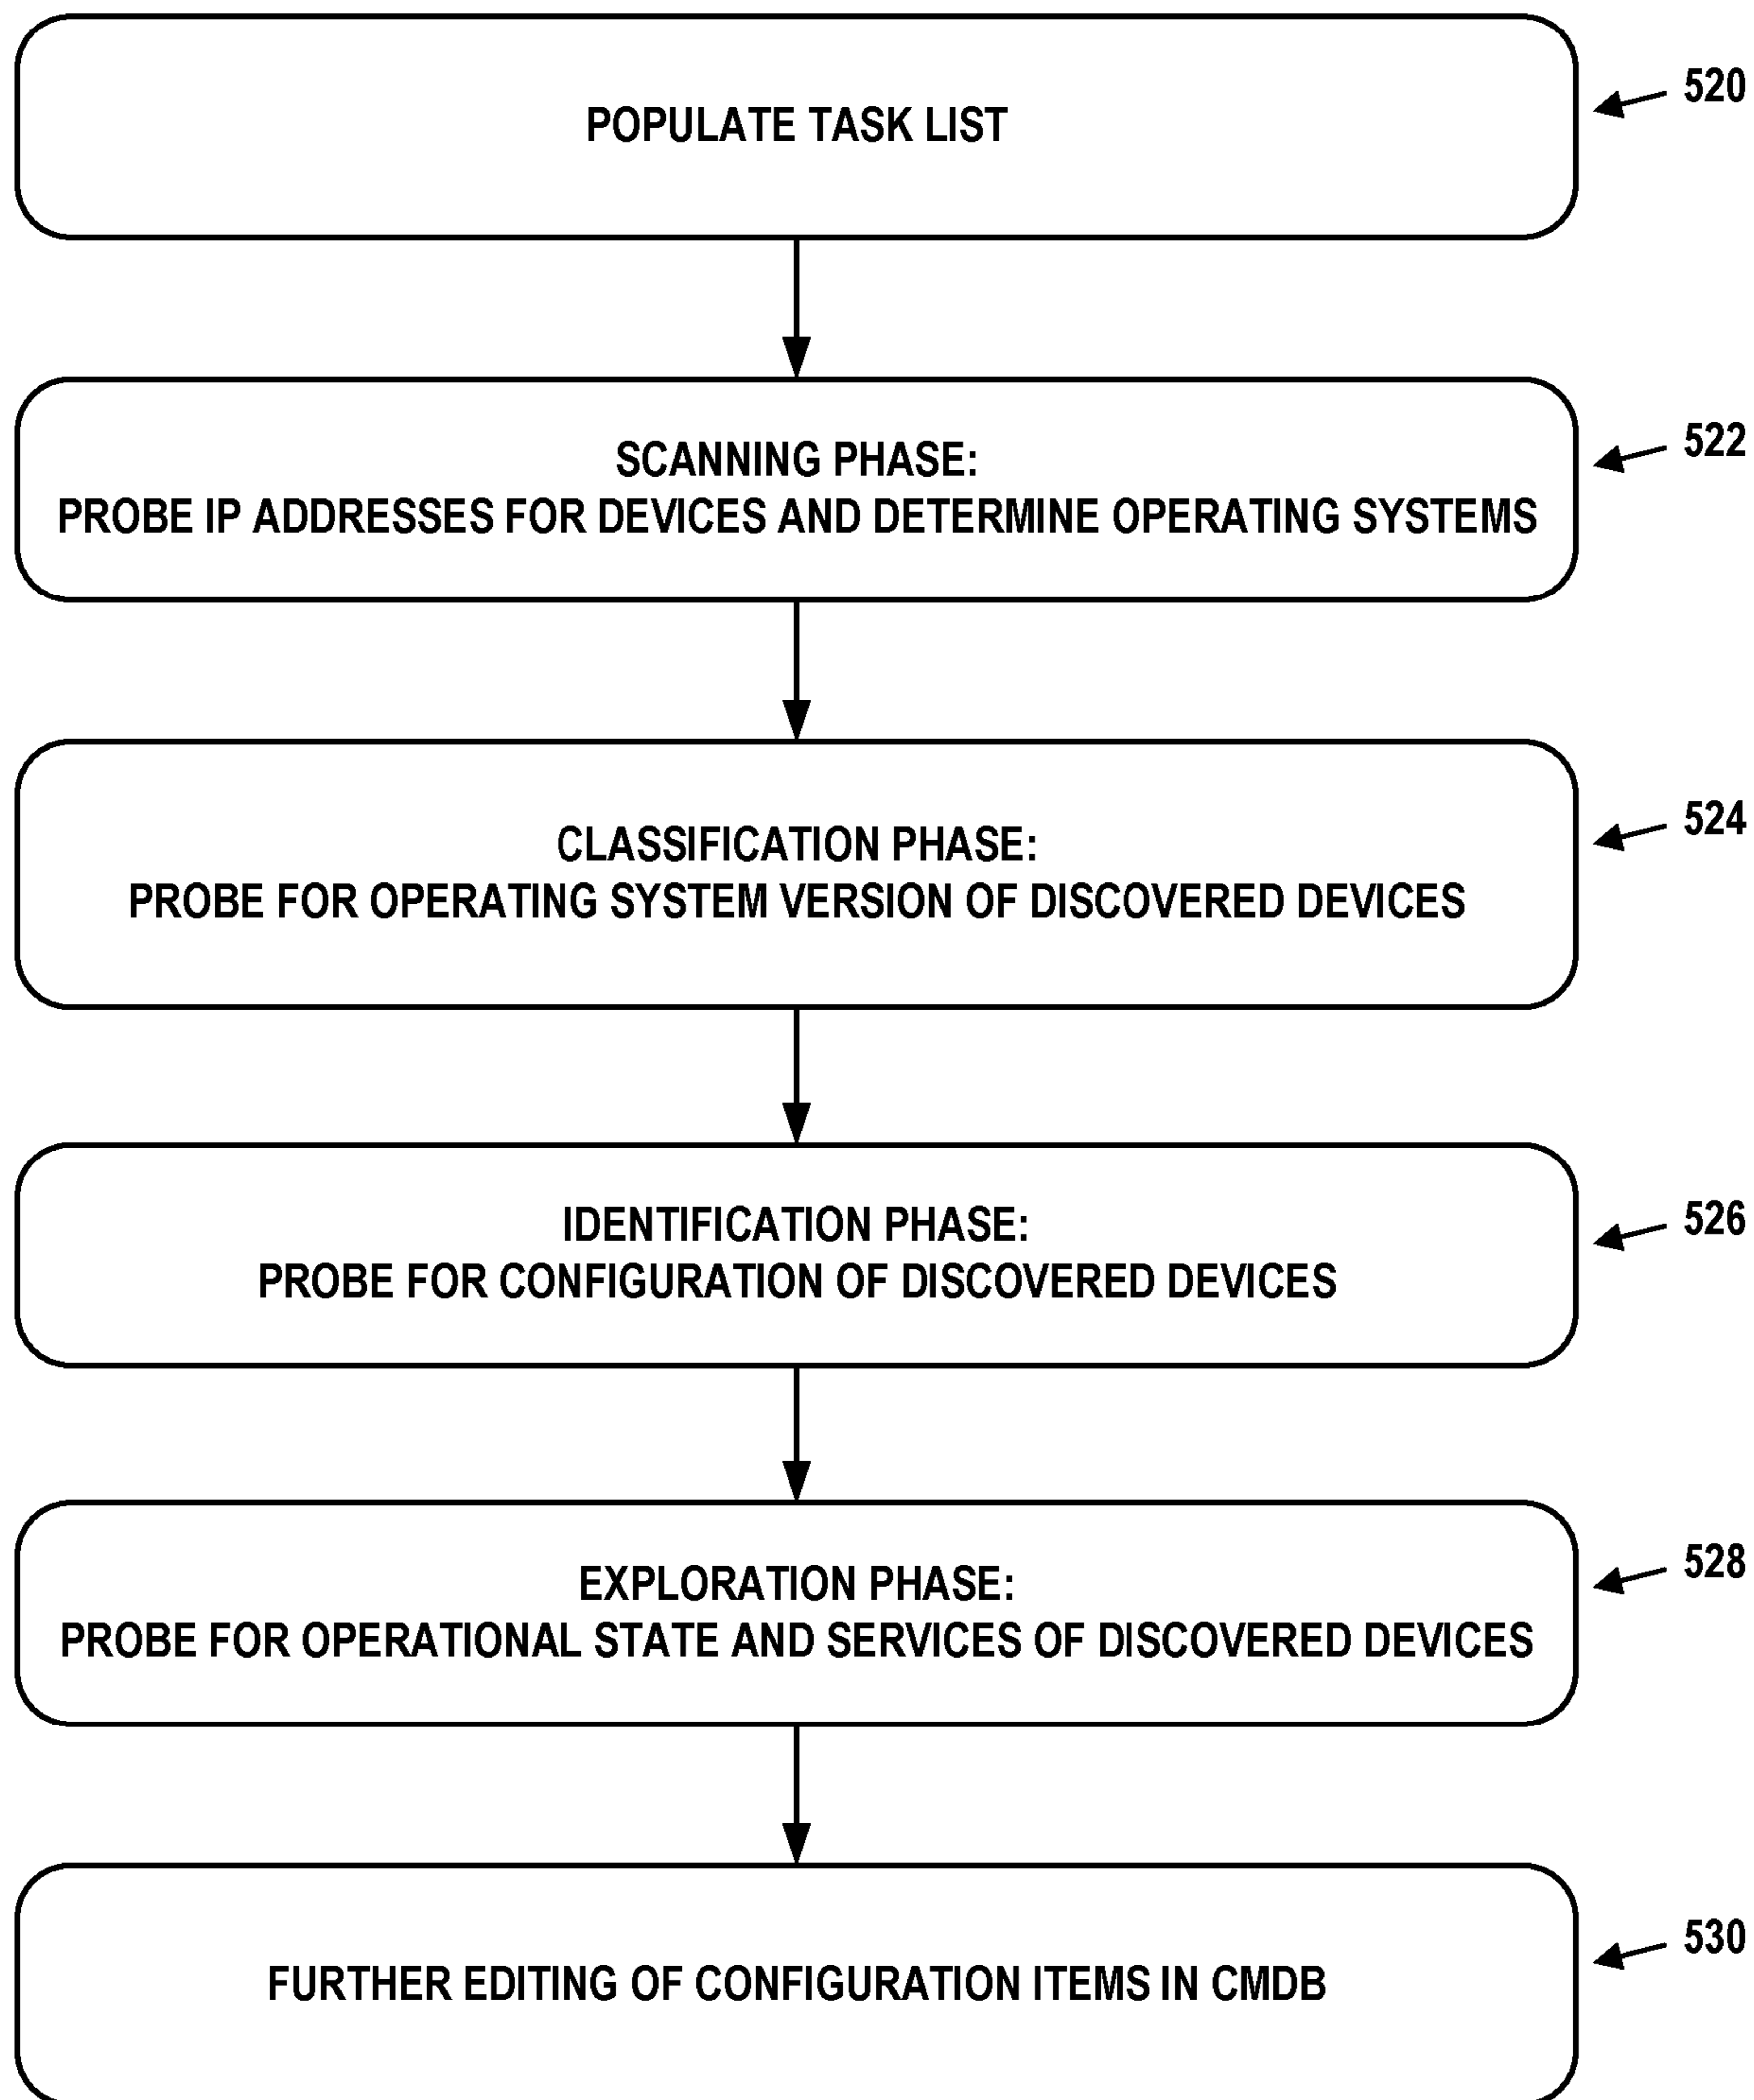 POPULATE TASK LIST
520
SCANNING PHASE:
PROBE IP ADDRESSES FOR DEVICES AND DETERMINE OPERATING SYSTEMS
522
CLASSIFICATION PHASE:
PROBE FOR OPERATING SYSTEM VERSION OF DISCOVERED DEVICES
524
IDENTIFICATION PHASE:
PROBE FOR CONFIGURATION OF DISCOVERED DEVICES
526
EXPLORATION PHASE:
PROBE FOR OPERATIONAL STATE AND SERVICES OF DISCOVERED DEVICES
528
FURTHER EDITING OF CONFIGURATION ITEMS IN CMDB
530